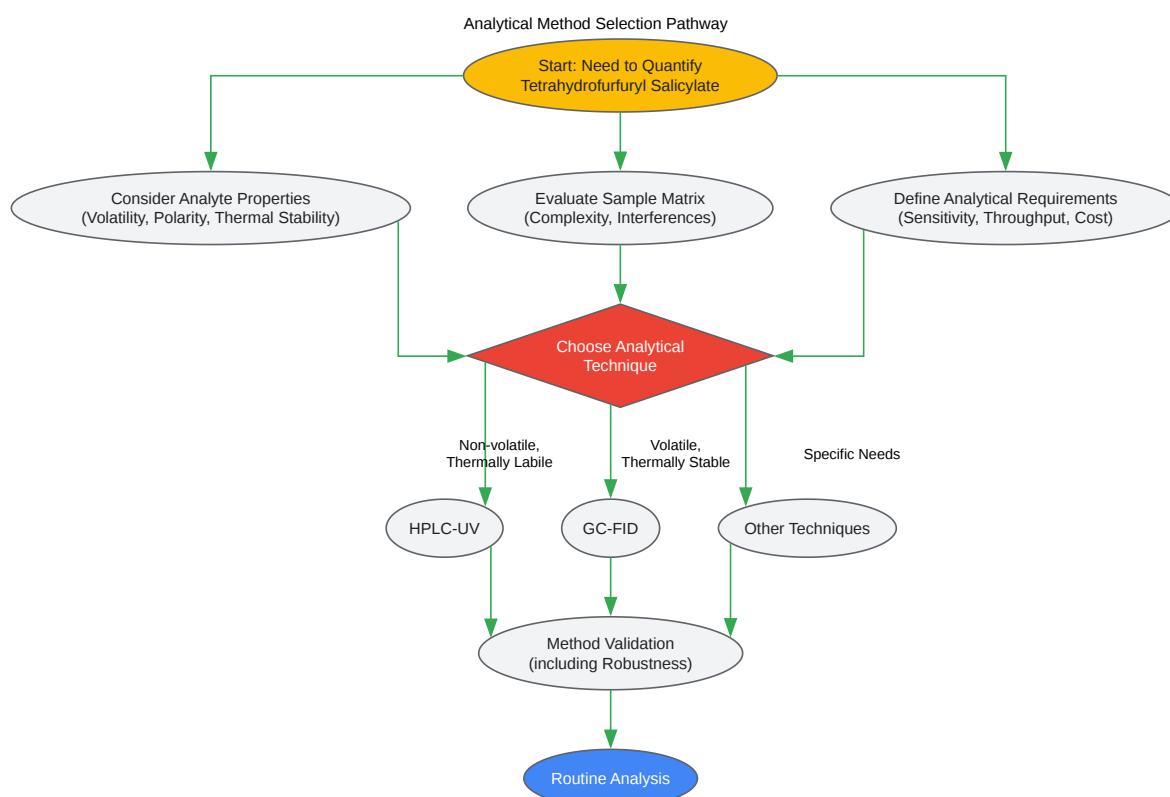 Analytical Method Selection Pathway
Start: Need to Quantify
Tetrahydrofurfuryl Salicylate
Consider Analyte Properties
(Volatility, Polarity, Thermal Stability)
Evaluate Sample Matrix
(Complexity, Interferences)
Define Analytical Requirements
(Sensitivity, Throughput, Cost)
Choose Analytical
Technique
Non-volatile,
Thermally Labile
Volatile,
Thermally Stable
Specific Needs
HPLC-UV
GC-FID
Other Techniques
Method Validation
(including Robustness)
Routine Analysis